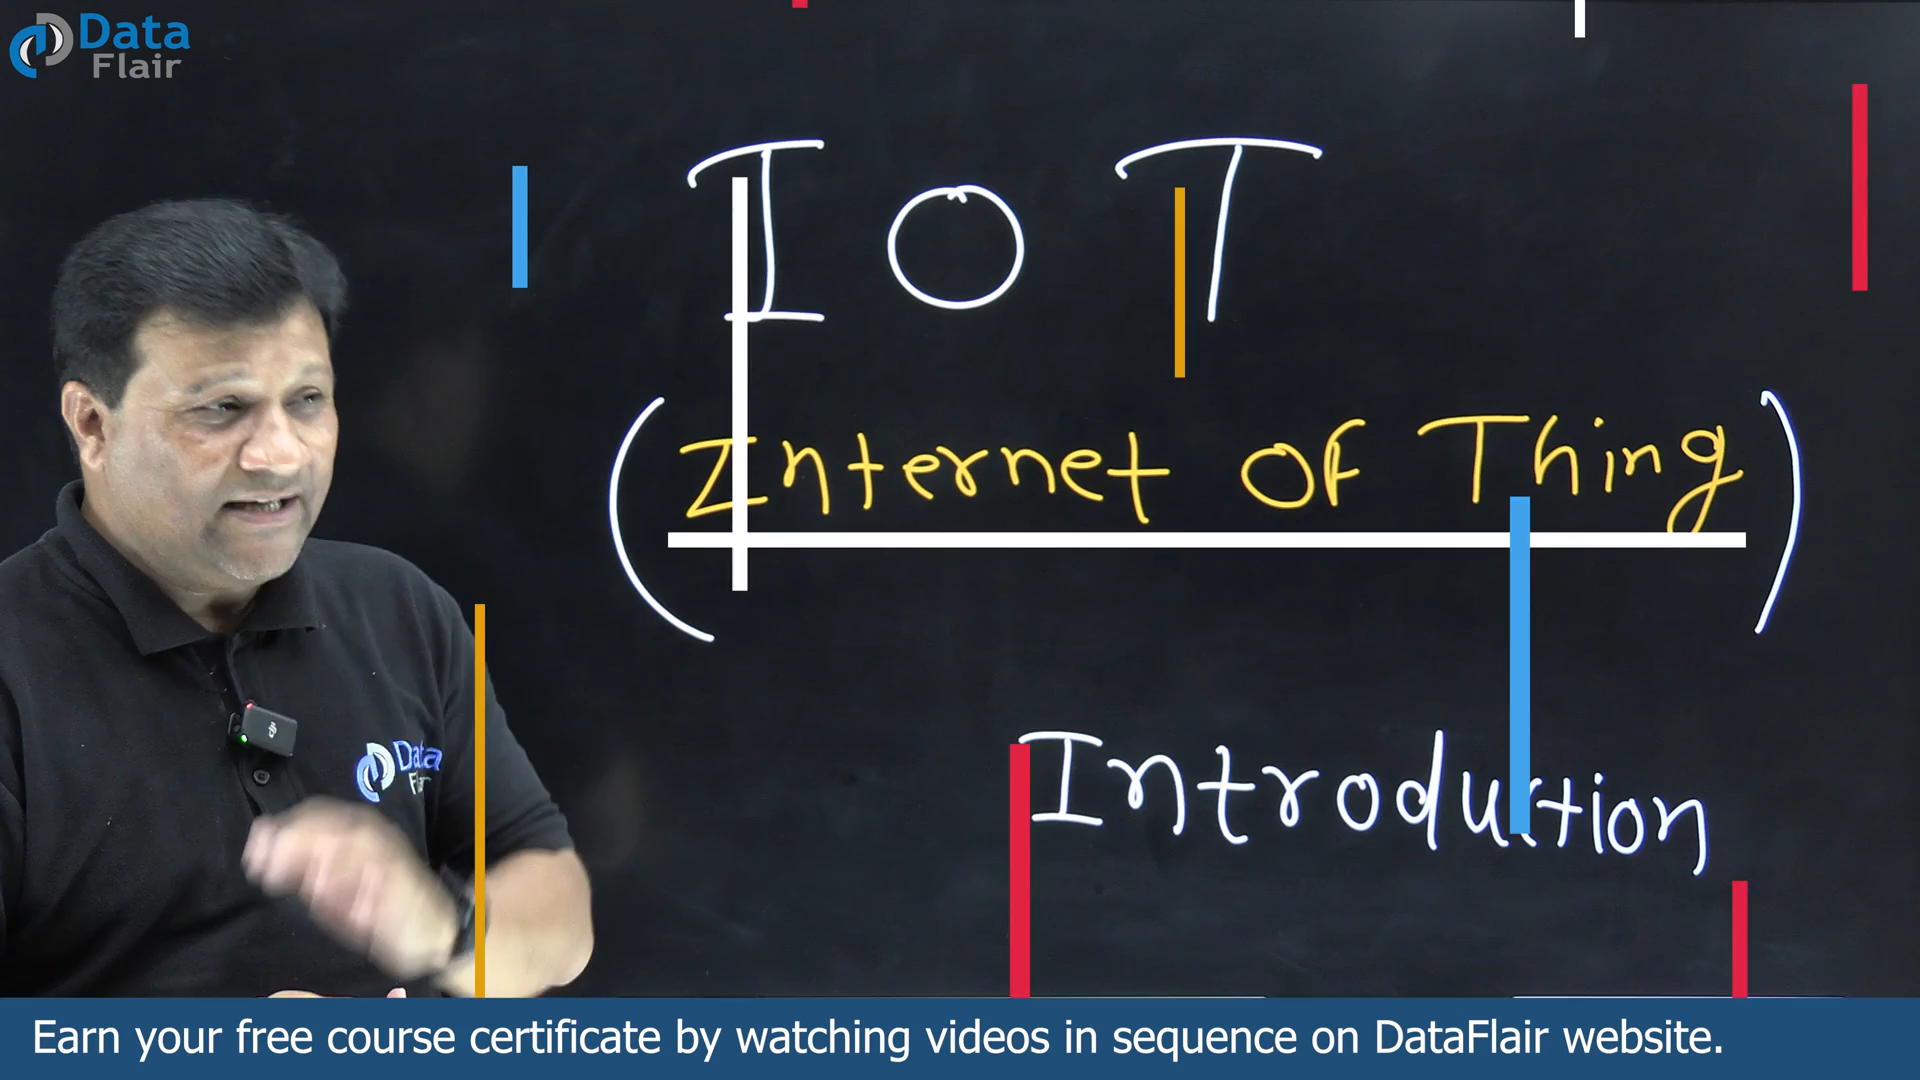 Data
Flair
I O T
(Internet Of Thing)
Introduction
Data
Earn your free course certificate by watching videos in sequence on DataFlair website.